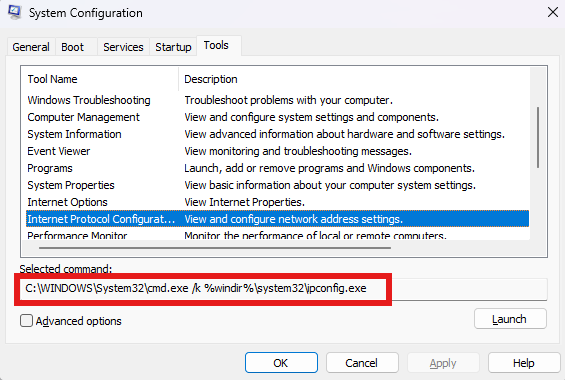 System Configuration
General Boot Services Startup Tools
Tool Name Description
Windows Troubleshooting Troubleshoot problems with your computer.
Computer Management View and configure system settings and components.
System Information View advanced information about hardware and software settings.
Event Viewer View monitoring and troubleshooting messages.
Programs Launch, add or remove programs and Windows components.
System Properties View basic information about your computer system settings.
Internet Options View Internet Properties.
Internet Protocol Configurat... View and configure network address settings.
Performance Monitor Monitor the performance of local or remote computers.
Selected command:
C:\WINDOWS\System32\cmd.exe /k %windir%\system32\ipconfig.exe
Advanced options
Launch
OK Cancel Apply Help